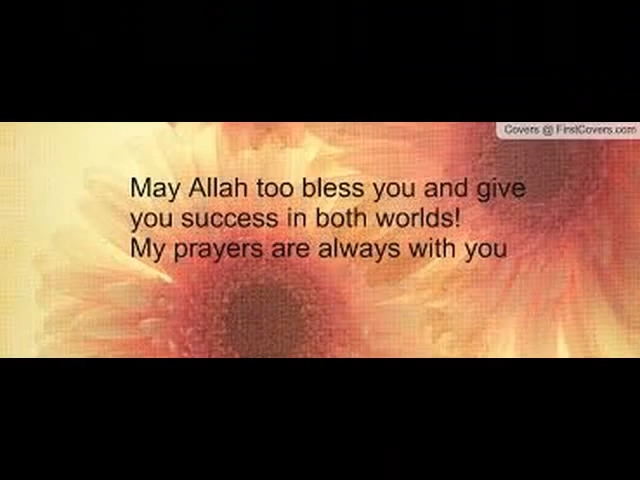 Covers @ FirstCovers.com
May Allah too bless you and give
you success in both worlds!
My prayers are always with you